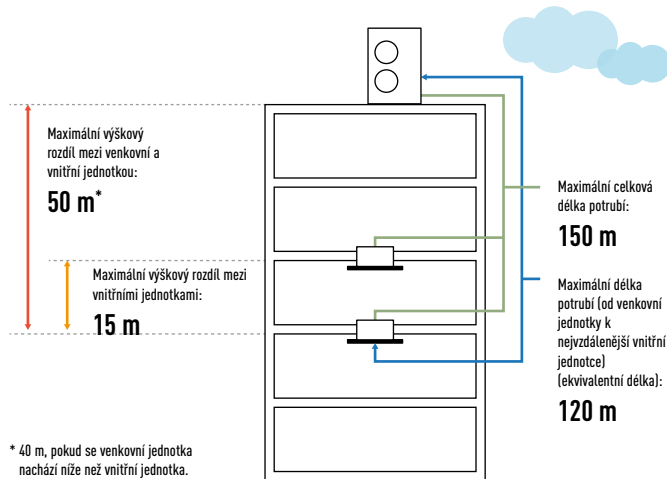 Maximální výškový
rozdíl mezi venkovní a
vnitřní jednotkou:
50 m*
Maximální výškový rozdíl mezi
vnitřními jednotkami:
15 m
Maximální celková
délka potrubí:
150 m
Maximální délka
potrubí (od venkovní
jednotky k
nejvzdálenější vnitřní
jednotce)
(ekvivalentní délka):
120 m
* 40 m, pokud se venkovní jednotka
nachází níže než vnitřní jednotka.